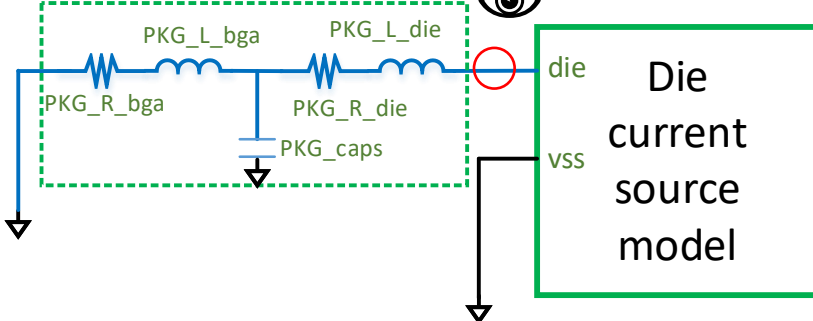 PKG_L_bga
PKG_L_die
PKG_R_bga
PKG_R_die
PKG_caps
die
vss
Die
current
source
model